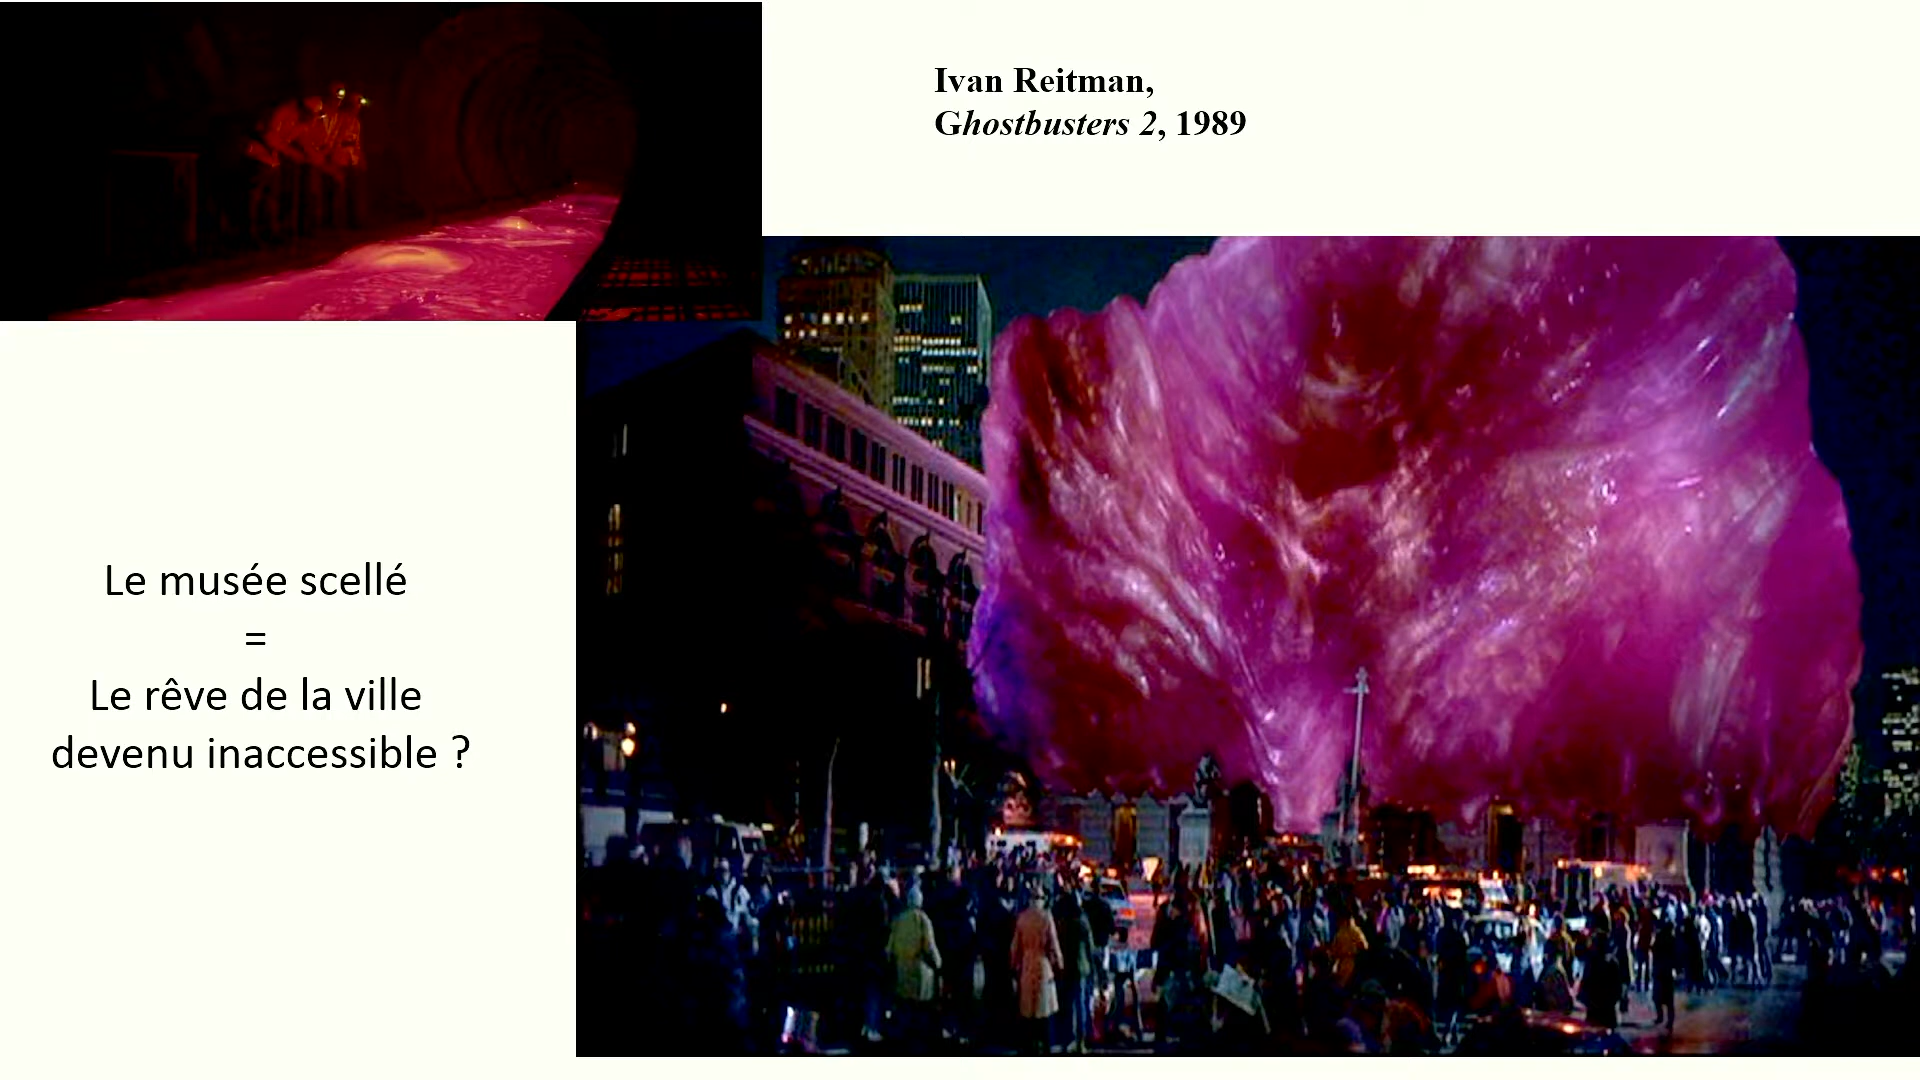 Ivan Reitman,
Ghostbusters 2, 1989
Le musée scellé
=
Le rêve de la ville
devenu inaccessible ?